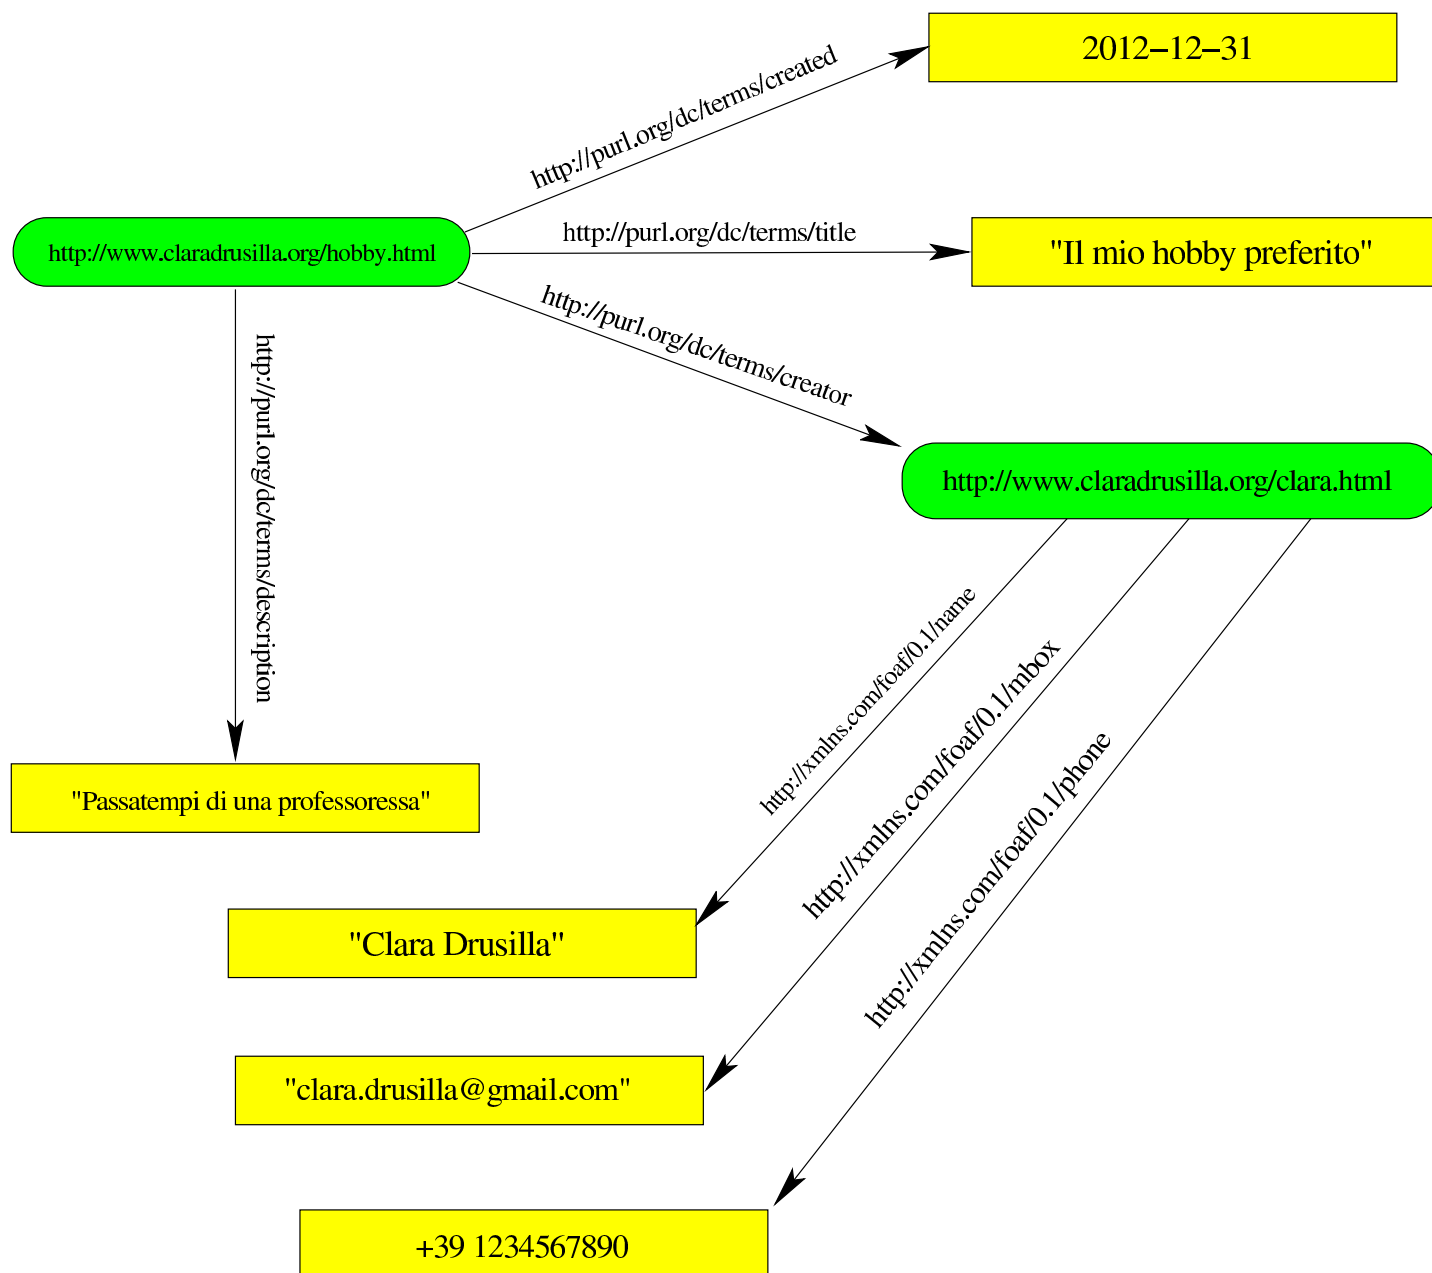 2012–12–31
http://purl.org/dc/terms/created
http://www.claradrusilla.org/hobby.html
http://purl.org/dc/terms/title
"Il mio hobby preferito"
http://purl.org/dc/terms/creator
http://purl.org/dc/terms/description
http://www.claradrusilla.org/clara.html
http://xmlns.com/foaf/0.1/name
http://xmlns.com/foaf/0.1/mbox
http://xmlns.com/foaf/0.1/phone
"Passatempi di una professoressa"
"Clara Drusilla"
"clara.drusilla@gmail.com"
+39 1234567890